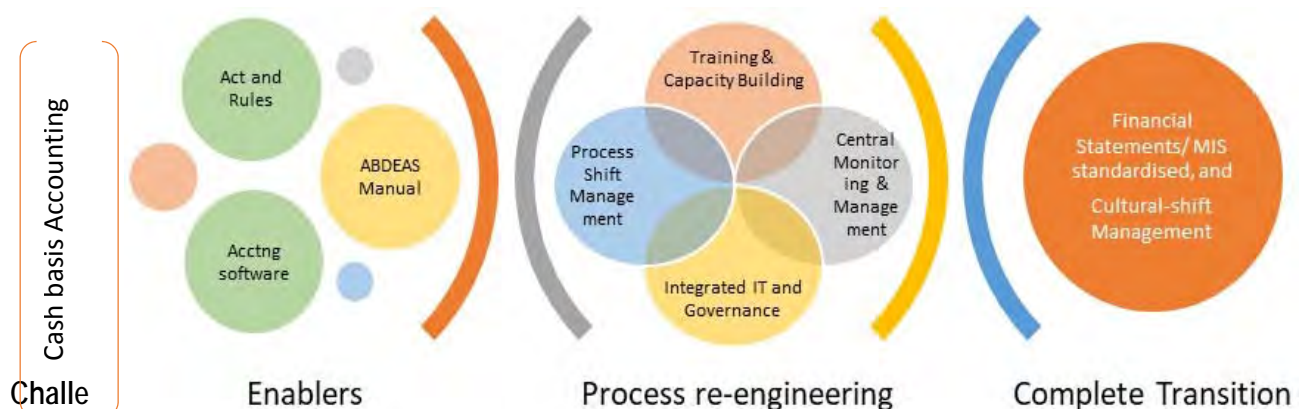 Cash basis Accounting
Challe
Act and
Rules
ABDEAS
Manual
Acctng
software
Enablers
Training &
Capacity Building
Process
Shift
Manage
ment
Central
Monitor
ing &
Manage
ment
Integrated IT and
Governance
Process re-engineering
Financial
Statements/ MIS
standardised, and
Cultural-shift
Management
Complete Transition